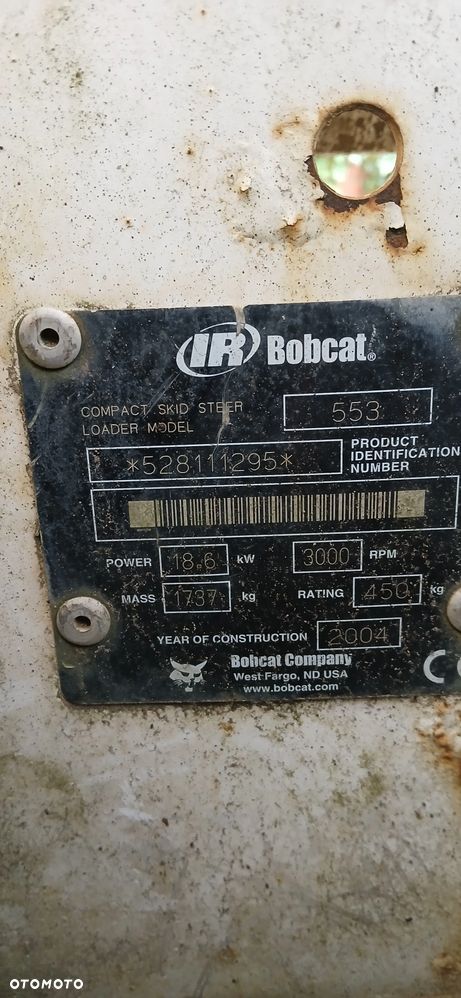 IR Bobcat®
COMPACT SKID STEER
LOADER MODEL
553
*528111295*
PRODUCT
IDENTIFICATION
NUMBER
POWER 18.6 kW 3000 RPM
MASS 1737 kg RATING 450 kg
YEAR OF CONSTRUCTION 2004
Bobcat Company
West Fargo, ND USA
www.bobcat.com
OTOMOTO